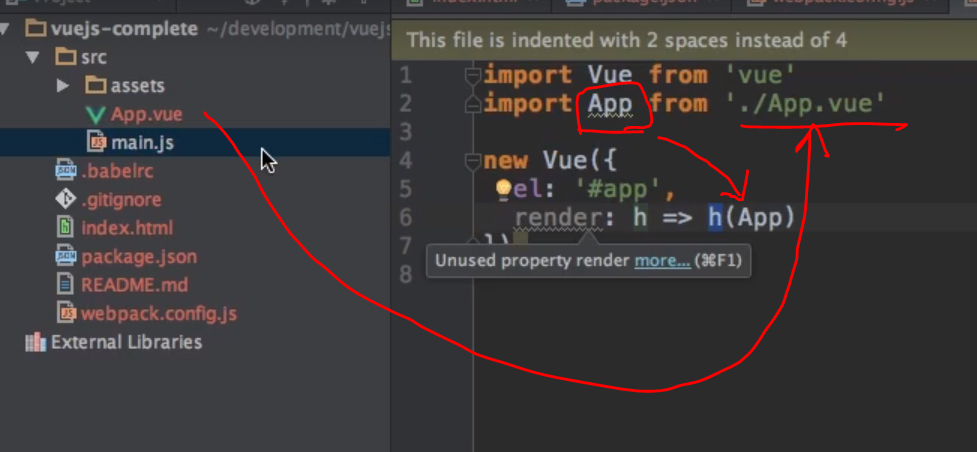 vuejs-complete ~/development/vuejs
src
assets
App.vue
main.js
.babelrc
.gitignore
index.html
package.json
README.md
webpack.config.js
External Libraries
This file is indented with 2 spaces instead of 4
1 import Vue from 'vue'
2 import App from './App.vue'
3
4 new Vue({
5 el: '#app',
6 render: h => h(App)
7 })
8
Unused property render more... (⌘F1)